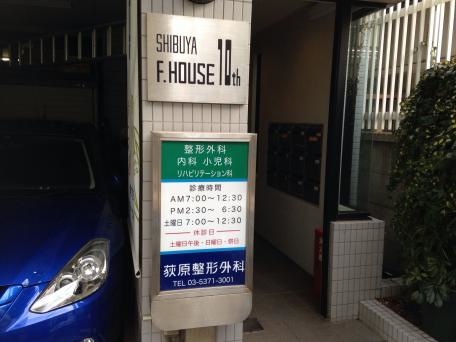 SHIBUYA
F.HOUSE 10th
整形外科
内科 小児科
リハビリテーション科
診療時間
AM7:00～12:30
PM2:30～ 6:30
土曜日 7:00～12:30
休診日
土曜日午後・日曜日・祭日
荻原整形外科
TEL 03-5371-3001